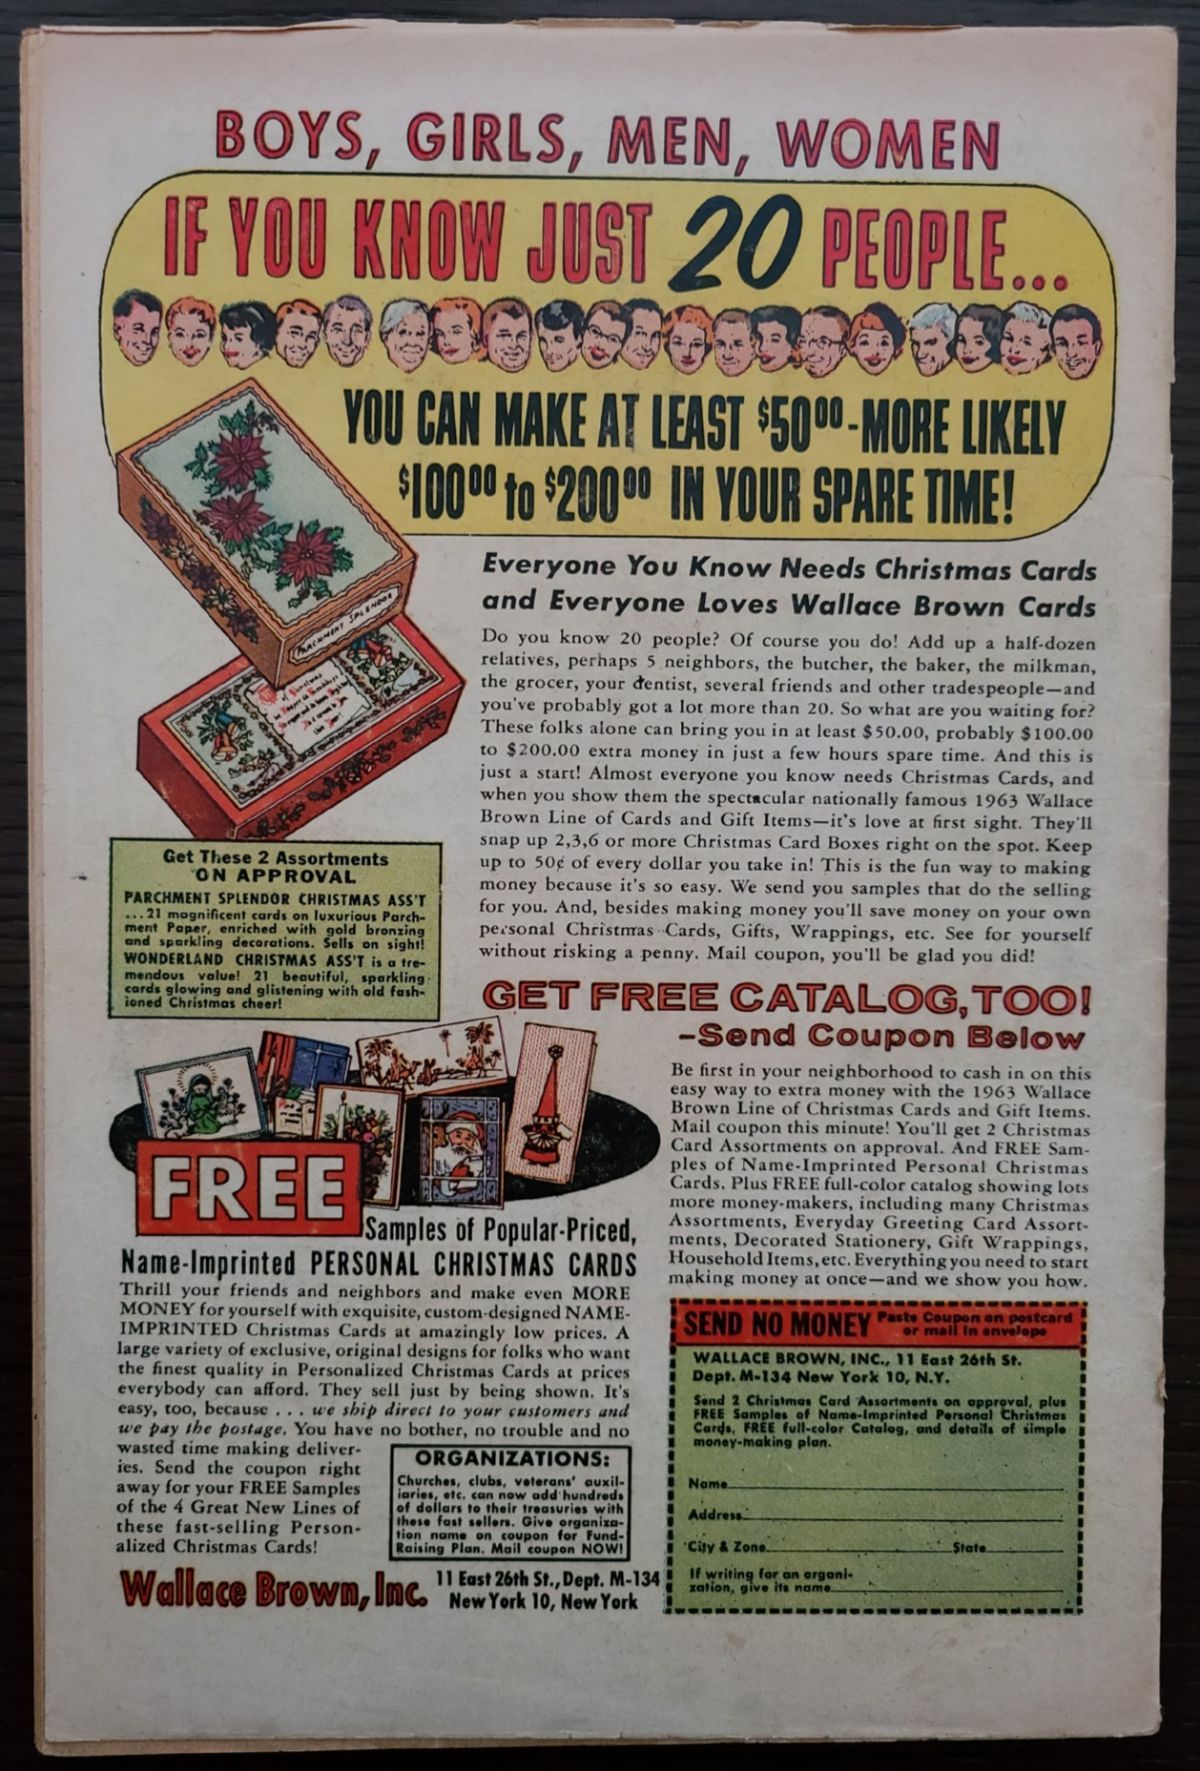 BOYS, GIRLS, MEN, WOMEN
IF YOU KNOW JUST 20 PEOPLE...
YOU CAN MAKE AT LEAST $5000-MORE LIKELY
$10000 to $20000 IN YOUR SPARE TIME!
PARCHMENT SPLENDOR
Everyone You Know Needs Christmas Cards
and Everyone Loves Wallace Brown Cards
Do you know 20 people? Of course you do! Add up a half-dozen
relatives, perhaps 5 neighbors, the butcher, the baker, the milkman,
the grocer, your dentist, several friends and other tradespeople—and
you've probably got a lot more than 20. So what are you waiting for?
These folks alone can bring you in at least $50.00, probably $100.00
to $200.00 extra money in just a few hours spare time. And this is
just a start! Almost everyone you know needs Christmas Cards, and
when you show them the spectacular nationally famous 1963 Wallace
Brown Line of Cards and Gift Items—it's love at first sight. They'll
snap up 2,3,6 or more Christmas Card Boxes right on the spot. Keep
up to 50¢ of every dollar you take in! This is the fun way to making
money because it's so easy. We send you samples that do the selling
for you. And, besides making money you'll save money on your own
personal Christmas Cards, Gifts, Wrappings, etc. See for yourself
without risking a penny. Mail coupon, you'll be glad you did!
Get These 2 Assortments
ON APPROVAL
PARCHMENT SPLENDOR CHRISTMAS ASS'T
...21 magnificent cards on luxurious Parch-
ment Paper, enriched with gold bronzing
and sparkling decorations. Sells on sight!
WONDERLAND CHRISTMAS ASS'T is a tre-
mendous value! 21 beautiful, sparkling
cards glowing and glistening with old fash-
ioned Christmas cheer!
GET FREE CATALOG, TOO!
-Send Coupon Below
Be first in your neighborhood to cash in on this
easy way to extra money with the 1963 Wallace
Brown Line of Christmas Cards and Gift Items.
Mail coupon this minute! You'll get 2 Christmas
Card Assortments on approval. And FREE Sam-
ples of Name-Imprinted Personal Christmas
Cards. Plus FREE full-color catalog showing lots
more money-makers, including many Christmas
Assortments, Everyday Greeting Card Assort-
ments, Decorated Stationery, Gift Wrappings,
Household Items, etc. Everything you need to start
making money at once—and we show you how.
FREE
Samples of Popular-Priced,
Name-Imprinted PERSONAL CHRISTMAS CARDS
Thrill your friends and neighbors and make even MORE
MONEY for yourself with exquisite, custom-designed NAME-
IMPRINTED Christmas Cards at amazingly low prices. A
large variety of exclusive, original designs for folks who want
the finest quality in Personalized Christmas Cards at prices
everybody can afford. They sell just by being shown. It's
easy, too, because . . . we ship direct to your customers and
we pay the postage. You have no bother, no trouble and no
wasted time making deliver-
ies. Send the coupon right
away for your FREE Samples
of the 4 Great New Lines of
these fast-selling Person-
alized Christmas Cards!
ORGANIZATIONS:
Churches, clubs, veterans' auxil-
iaries, etc. can now add hundreds
of dollars to their treasuries with
these fast sellers. Give organiza-
tion name on coupon for Fund-
Raising Plan. Mail coupon NOW!
Wallace Brown, Inc. 11 East 26th St., Dept. M-134
New York 10, New York
SEND NO MONEY Paste Coupon on postcard
or mail in envelope
WALLACE BROWN, INC., 11 East 26th St.
Dept. M-134 New York 10, N.Y.
Send 2 Christmas Card Assortments on approval, plus
FREE Samples of Name-Imprinted Personal Christmas
Cards, FREE full-color Catalog, and details of simple
money-making plan.
Name
Address
City & Zone State
If writing for an organi-
zation, give its name